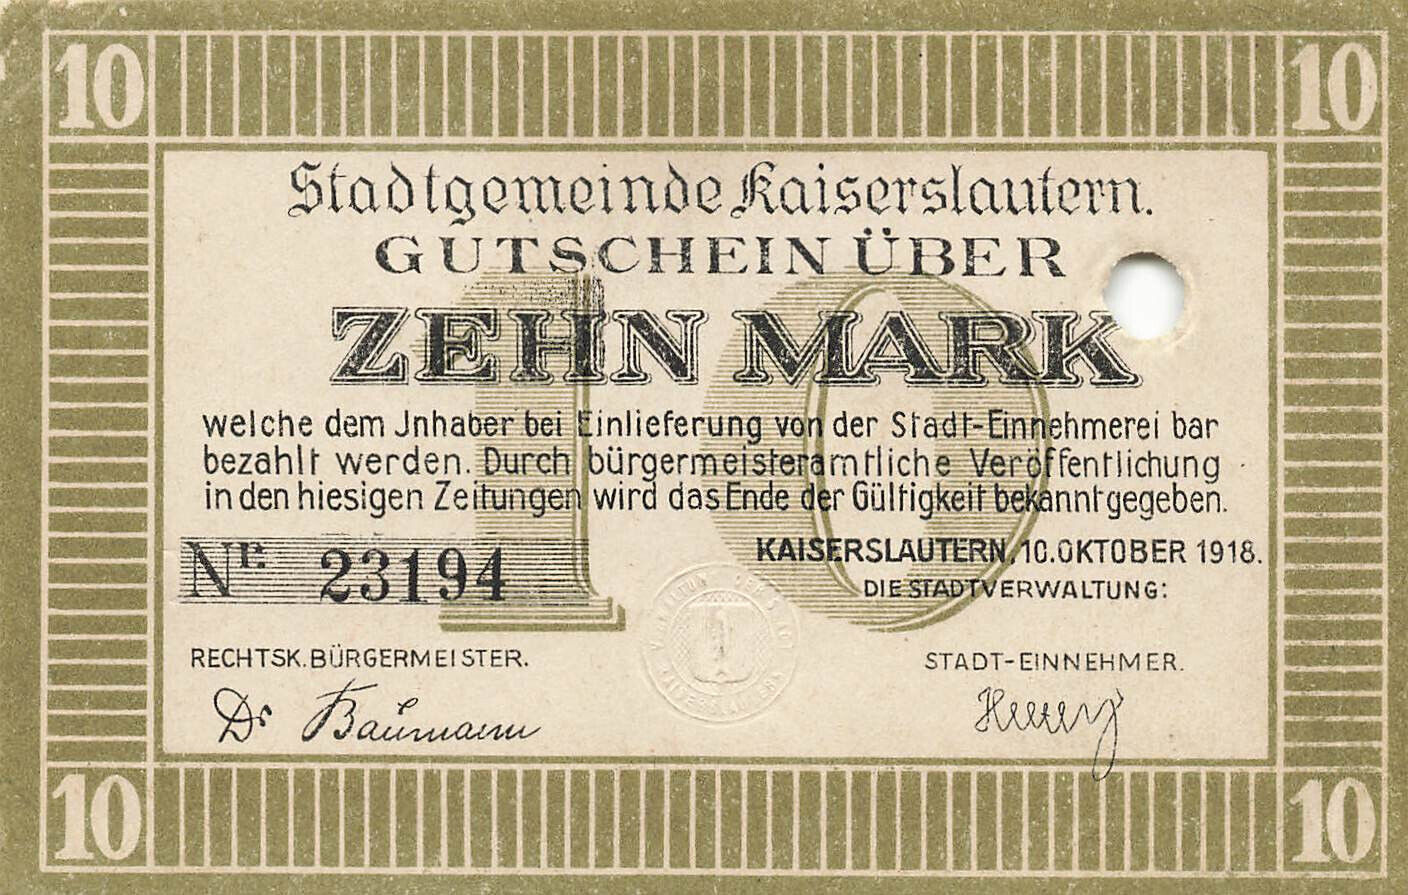 10 10
Stadtgemeinde Kaiserslautern.
GUTSCHEIN ÜBER
ZEHN MARK
10
welche dem Jnhaber bei Einlieferung von der Stadt-Einnehmerei bar
bezahlt werden. Durch bürgermeisteramtliche Veröffentlichung
in den hiesigen Zeitungen wird das Ende der Gültigkeit bekannt gegeben.
Nr. 23194
KAISERSLAUTERN, 10. OKTOBER 1918.
DIE STADTVERWALTUNG:
RECHTSK. BÜRGERMEISTER.
STADT-EINNEHMER.
Dr Baumann
10 10